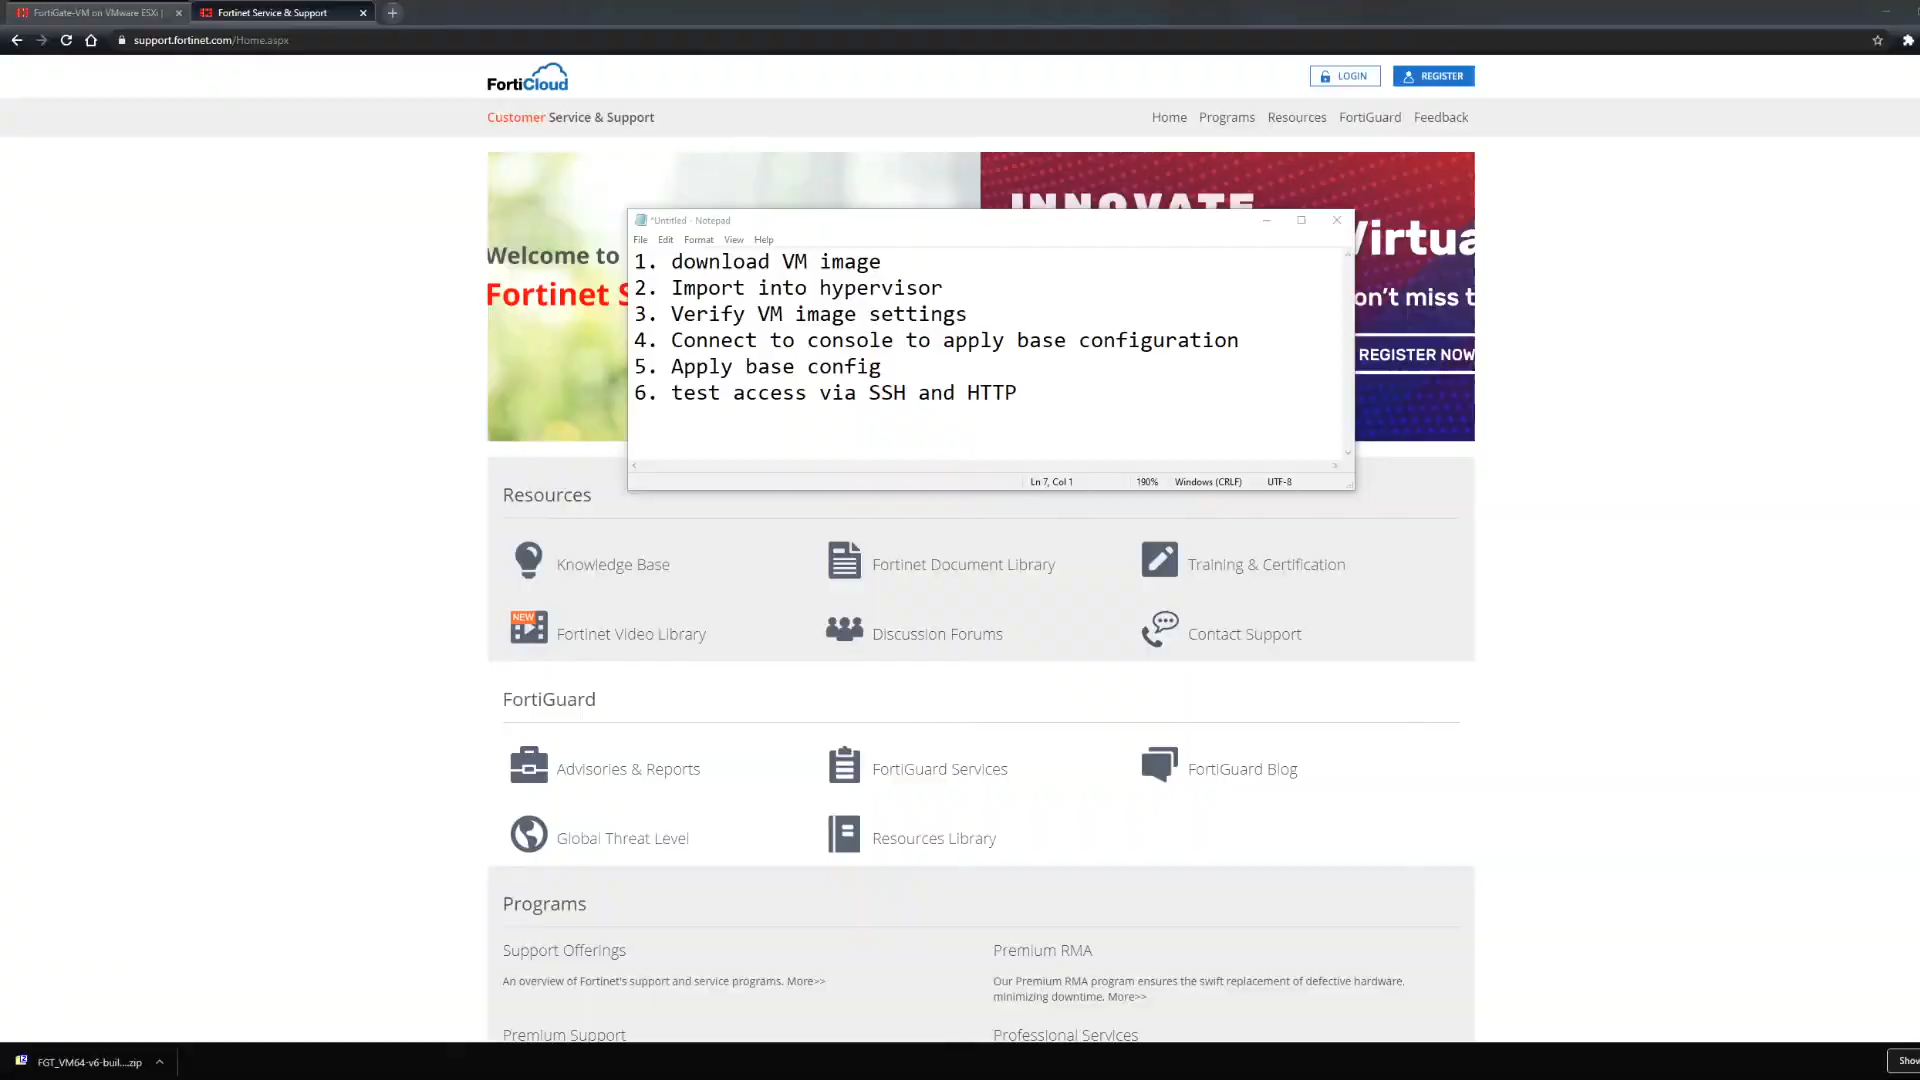 FortiGate-VM on VMware ESXi |
Fortinet Service & Support
support.fortinet.com/Home.aspx
FortiCloud
LOGIN
REGISTER
Customer Service & Support
Home Programs Resources FortiGuard Feedback
Welcome to
Fortinet S
INNOVATE
Virtua
on't miss t
REGISTER NOW
*Untitled - Notepad
File Edit Format View Help
1. download VM image
2. Import into hypervisor
3. Verify VM image settings
4. Connect to console to apply base configuration
5. Apply base config
6. test access via SSH and HTTP
Ln 7, Col 1 190% Windows (CRLF) UTF-8
Resources
Knowledge Base
Fortinet Document Library
Training & Certification
NEW
Fortinet Video Library
Discussion Forums
Contact Support
FortiGuard
Advisories & Reports
FortiGuard Services
FortiGuard Blog
Global Threat Level
Resources Library
Programs
Support Offerings
An overview of Fortinet's support and service programs. More>>
Premium RMA
Our Premium RMA program ensures the swift replacement of defective hardware,
minimizing downtime. More>>
Premium Support
Professional Services
FGT_VM64-v6-buil....zip
Show